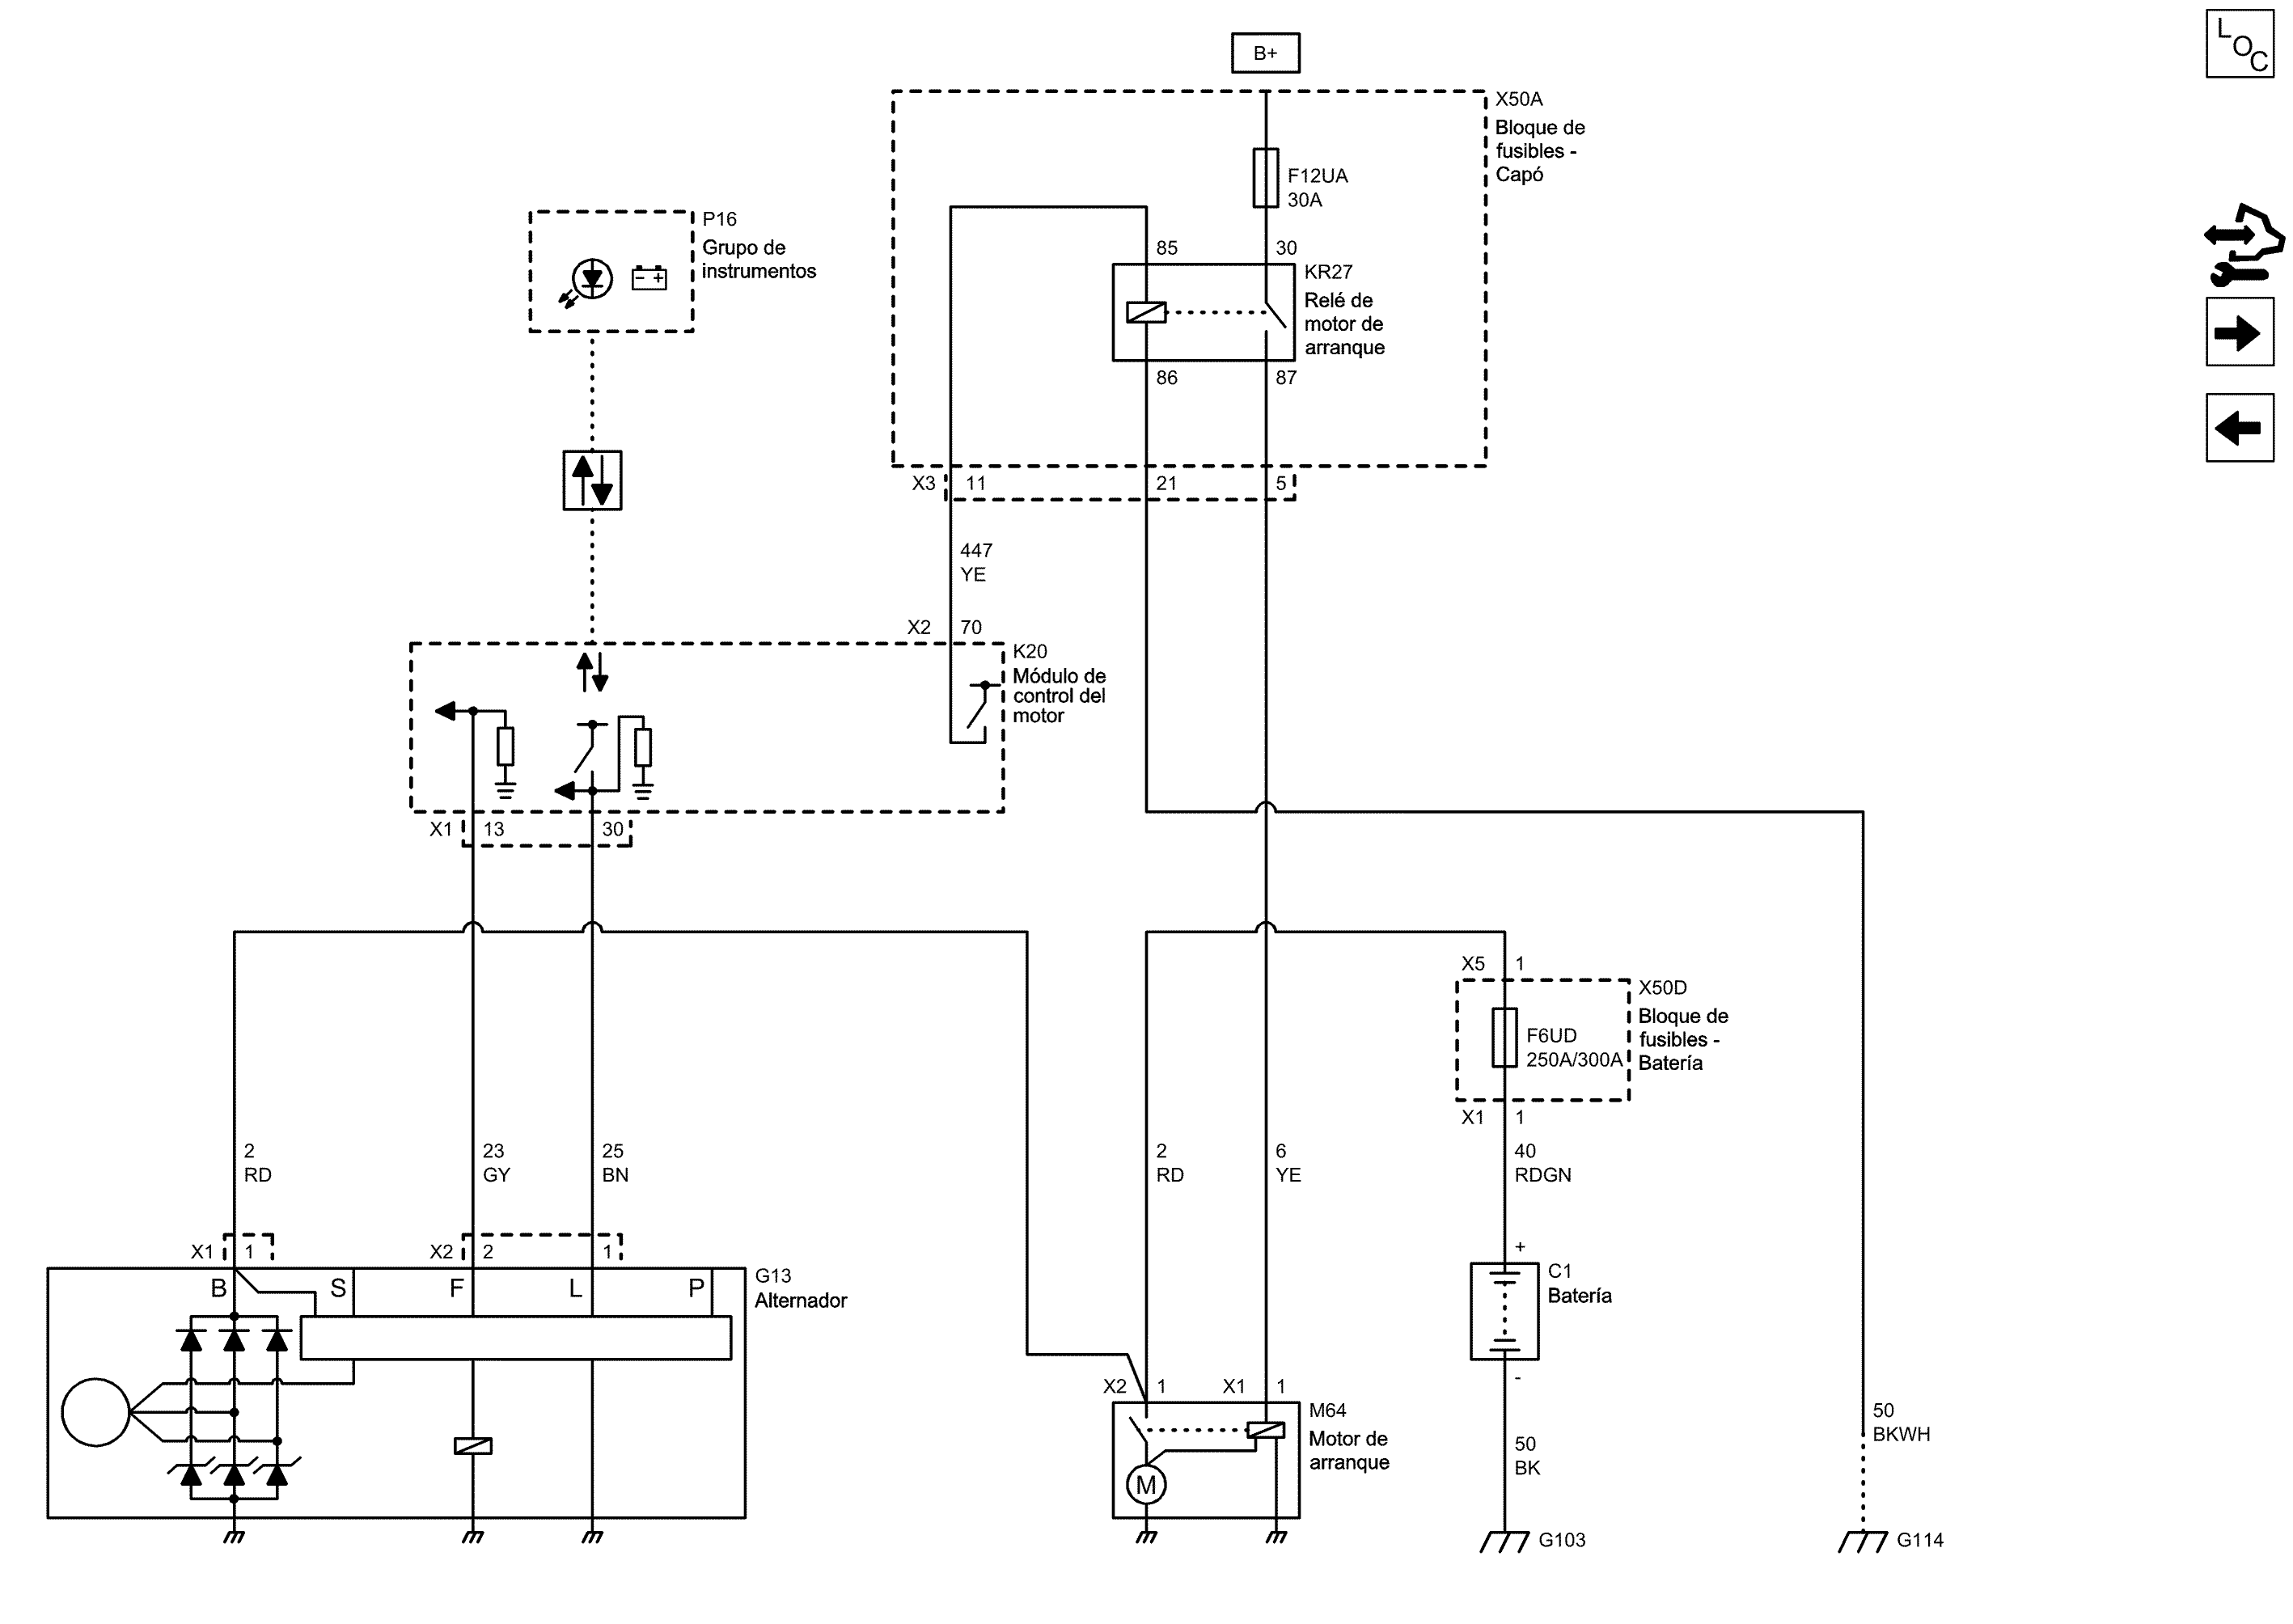 B+
L
O
C
X50A
Bloque de
fusibles -
Capó
F12UA
30A
P16
Grupo de
instrumentos
- +
85
30
KR27
Relé de
motor de
arranque
86
87
X3
11
21
5
447
YE
X2
70
K20
Módulo de
control del
motor
X1
13
30
X5
1
X50D
Bloque de
fusibles -
Batería
F6UD
250A/300A
X1
1
2
RD
23
GY
25
BN
2
RD
6
YE
40
RDGN
X1
1
X2
2
1
+
B
S
F
L
P
G13
Alternador
C1
Batería
-
X2
1
X1
1
M64
Motor de
arranque
M
50
BK
50
BKWH
G103
G114